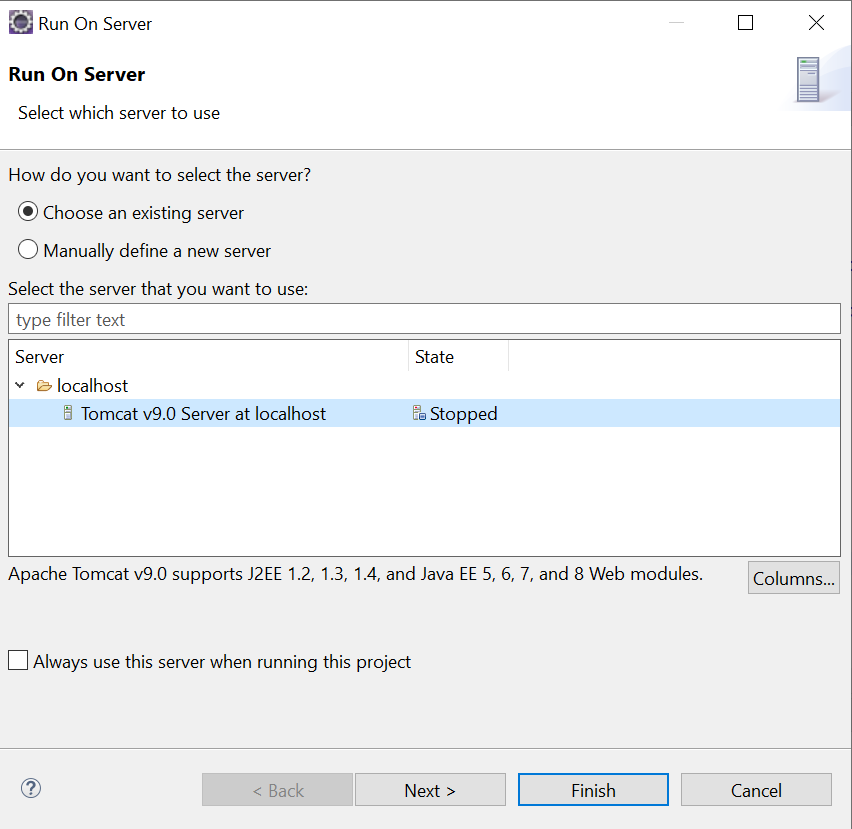 Run On Server
Run On Server
Select which server to use
How do you want to select the server?
Choose an existing server
Manually define a new server
Select the server that you want to use:
type filter text
Server State
localhost
Tomcat v9.0 Server at localhost Stopped
Apache Tomcat v9.0 supports J2EE 1.2, 1.3, 1.4, and Java EE 5, 6, 7, and 8 Web modules.
Columns...
Always use this server when running this project
? < Back Next > Finish Cancel